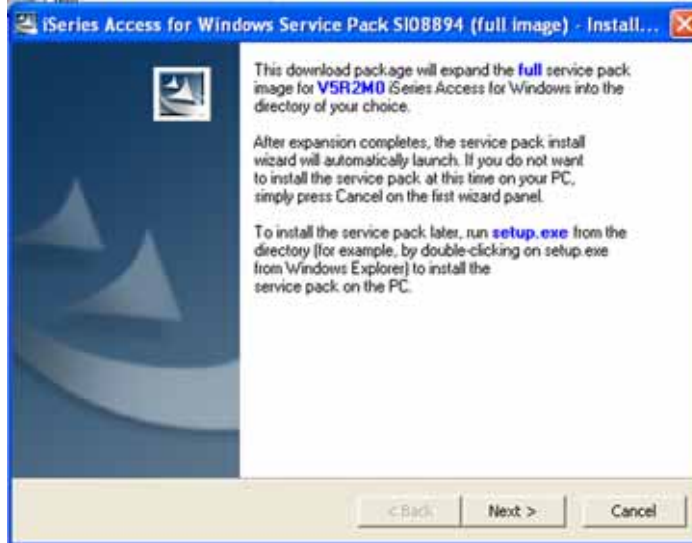 iSeries Access for Windows Service Pack SI08894 (full image) - Install...
This download package will expand the full service pack
image for V5R2M0 iSeries Access for Windows into the
directory of your choice.
After expansion completes, the service pack install
wizard will automatically launch. If you do not want
to install the service pack at this time on your PC,
simply press Cancel on the first wizard panel.
To install the service pack later, run setup.exe from the
directory (for example, by double-clicking on setup.exe
from Windows Explorer) to install the
service pack on the PC.
< Back
Next >
Cancel